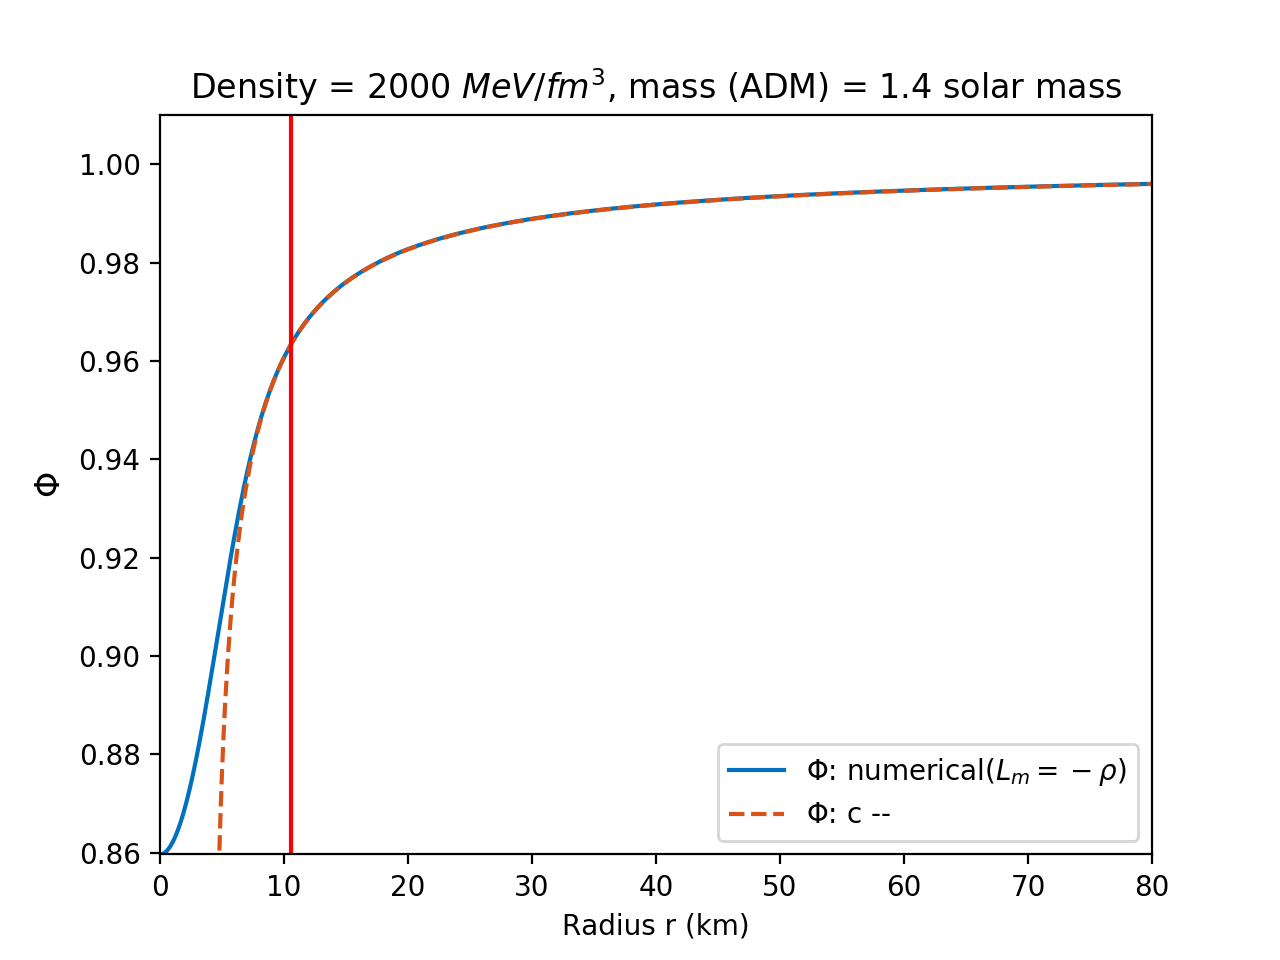 Density = 2000 MeV/fm³, mass (ADM) = 1.4 solar mass
1.00
0.98
0.96
0.94
0.92
0.90
0.88
0.86
Φ
Φ: numerical(Lₘ = − ρ)
Φ: c --
0 10 20 30 40 50 60 70 80
Radius r (km)